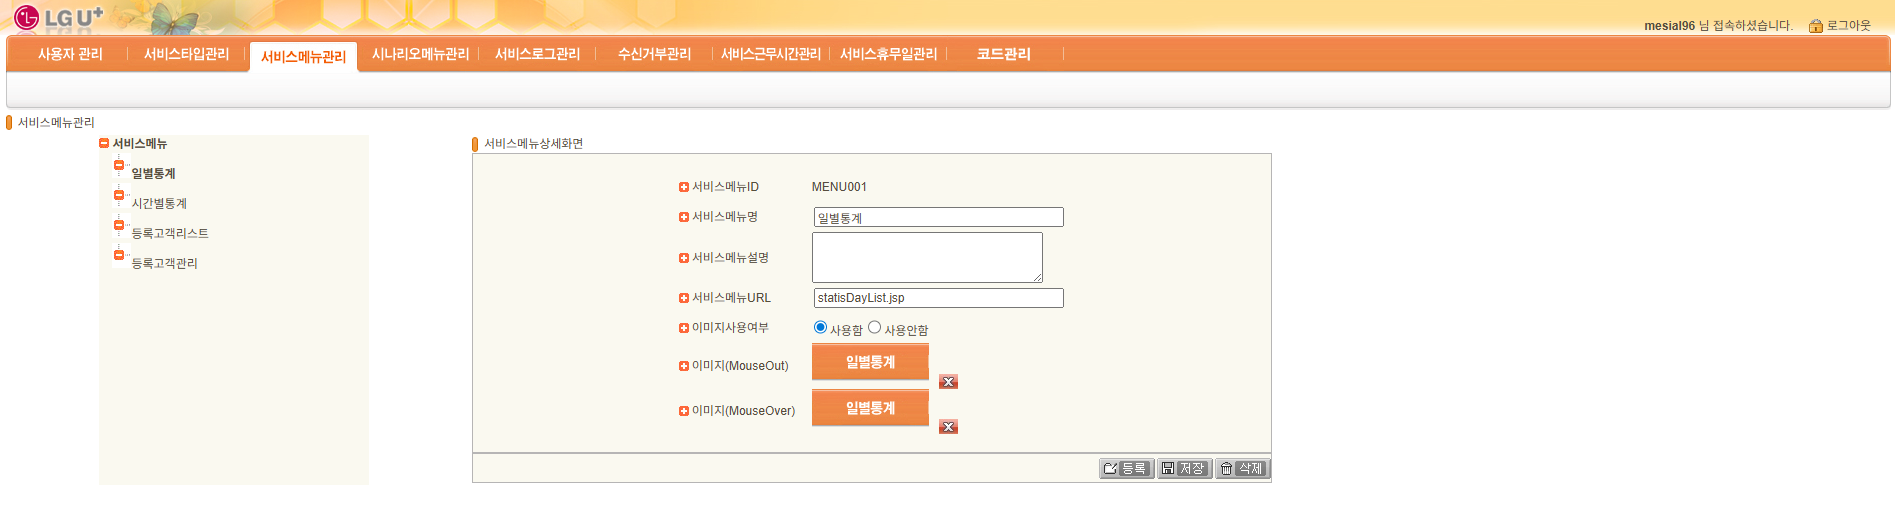 LG U+
mesial96 님 접속하셨습니다. 로그아웃
사용자 관리 서비스타입관리 서비스메뉴관리 시나리오메뉴관리 서비스로그관리 수신거부관리 서비스근무시간관리 서비스휴무일관리 코드관리
서비스메뉴관리
서비스메뉴
일별통계
시간별통계
등록고객리스트
등록고객관리
서비스메뉴상세화면
서비스메뉴ID MENU001
서비스메뉴명 일별통계
서비스메뉴설명
서비스메뉴URL statisDayList.jsp
이미지사용여부 사용함 사용안함
이미지(MouseOut) 일별통계
이미지(MouseOver) 일별통계
등록 저장 삭제